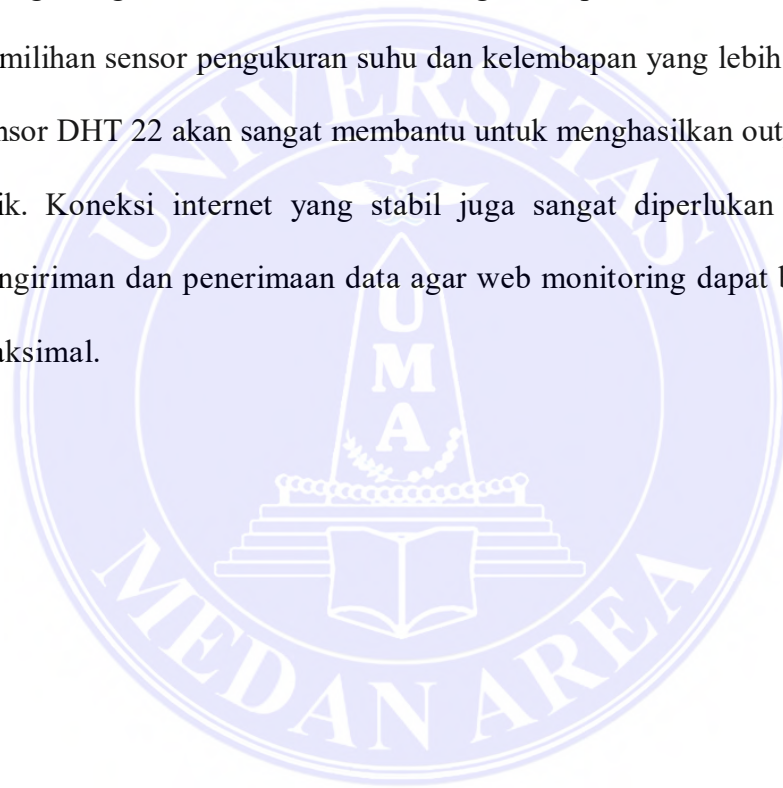 milihan sensor pengukuran suhu dan kelembapan yang lebih
nsor DHT 22 akan sangat membantu untuk menghasilkan out
ik. Koneksi internet yang stabil juga sangat diperlukan
ngiriman dan penerimaan data agar web monitoring dapat b
aksimal.
UNIVERSITAS
U
M
A
MEDAN AREA